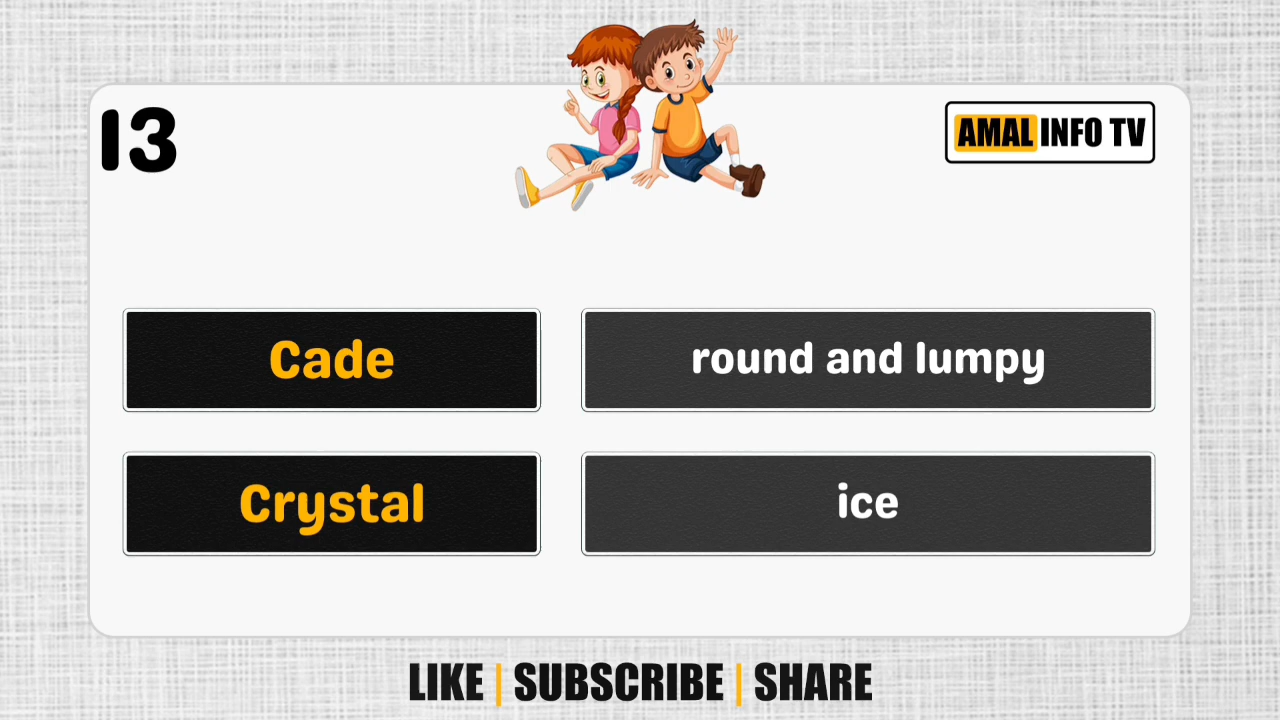 13
AMAL INFO TV
Cade
round and lumpy
Crystal
ice
LIKE | SUBSCRIBE | SHARE